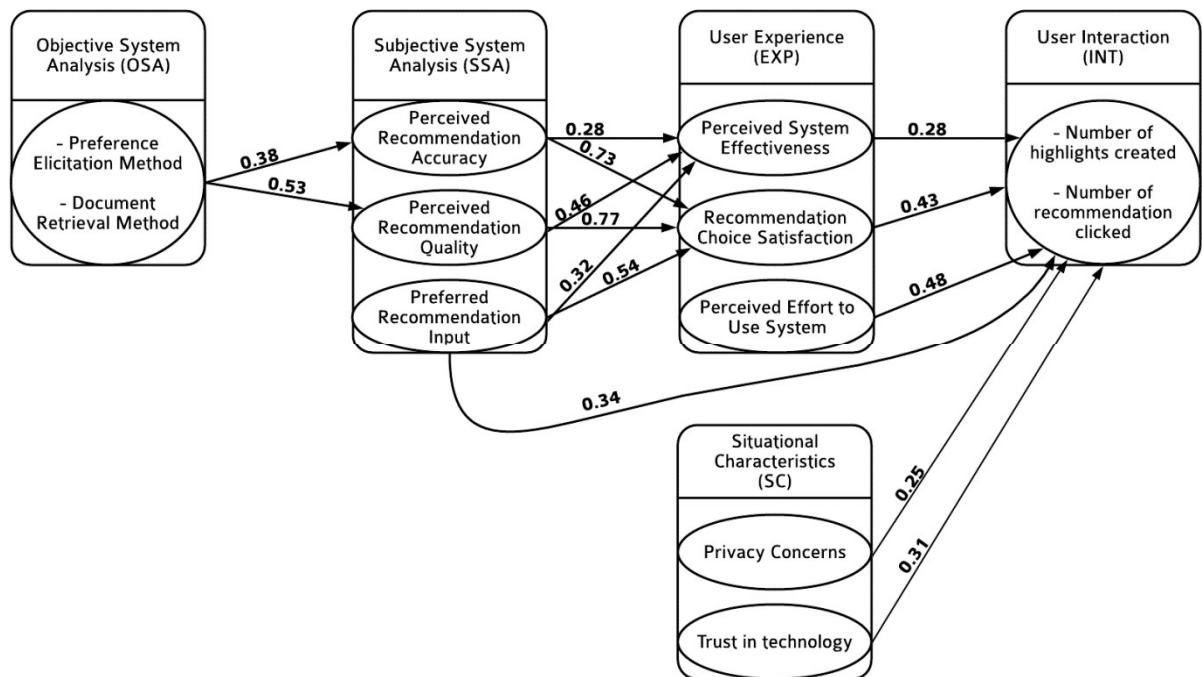 Objective System
Analysis (OSA)
- Preference
Elicitation Method
- Document
Retrieval Method
0.38
0.53
Subjective System
Analysis (SSA)
Perceived
Recommendation
Accuracy
Perceived
Recommendation
Quality
Preferred
Recommendation
Input
0.28
0.73
0.46
0.77
0.32
0.54
0.34
User Experience
(EXP)
Perceived System
Effectiveness
Recommendation
Choice Satisfaction
Perceived Effort to
Use System
0.28
0.43
0.48
User Interaction
(INT)
- Number of
highlights created
- Number of
recommendation
clicked
Situational
Characteristics
(SC)
Privacy Concerns
Trust in technology
0.25
0.31